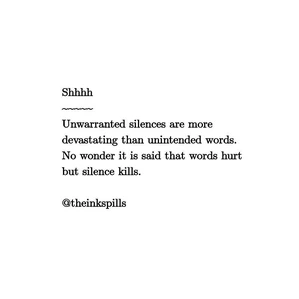 Shhhh
~~~~~
Unwarranted silences are more
devastating than unintended words.
No wonder it is said that words hurt
but silence kills.
@theinkspills